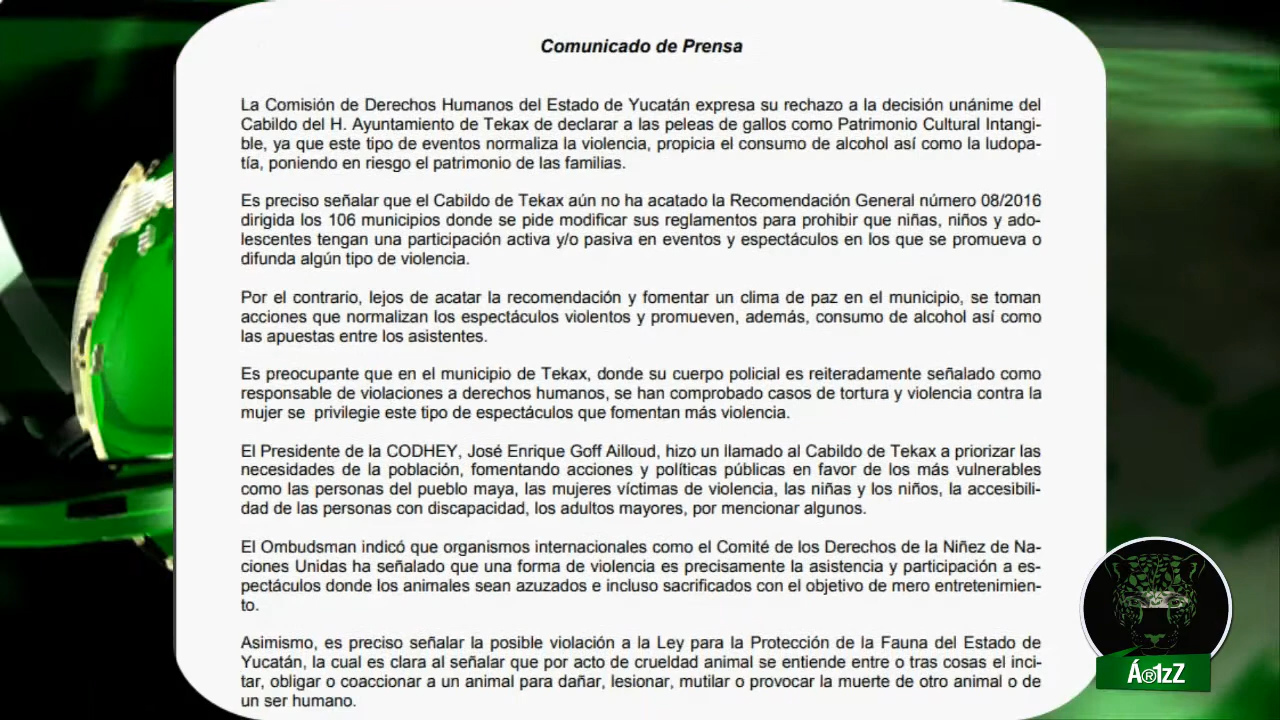 Comunicado de Prensa
La Comisión de Derechos Humanos del Estado de Yucatán expresa su rechazo a la decisión unánime del
Cabildo del H. Ayuntamiento de Tekax de declarar a las peleas de gallos como Patrimonio Cultural Intangi-
ble, ya que este tipo de eventos normaliza la violencia, propicia el consumo de alcohol así como la ludopa-
tía, poniendo en riesgo el patrimonio de las familias.
Es preciso señalar que el Cabildo de Tekax aún no ha acatado la Recomendación General número 08/2016
dirigida los 106 municipios donde se pide modificar sus reglamentos para prohibir que niñas, niños y ado-
lescentes tengan una participación activa y/o pasiva en eventos y espectáculos en los que se promueva o
difunda algún tipo de violencia.
Por el contrario, lejos de acatar la recomendación y fomentar un clima de paz en el municipio, se toman
acciones que normalizan los espectáculos violentos y promueven, además, consumo de alcohol así como
las apuestas entre los asistentes.
Es preocupante que en el municipio de Tekax, donde su cuerpo policial es reiteradamente señalado como
responsable de violaciones a derechos humanos, se han comprobado casos de tortura y violencia contra la
mujer se privilegie este tipo de espectáculos que fomentan más violencia.
El Presidente de la CODHEY, José Enrique Goff Ailloud, hizo un llamado al Cabildo de Tekax a priorizar las
necesidades de la población, fomentando acciones y políticas públicas en favor de los más vulnerables
como las personas del pueblo maya, las mujeres víctimas de violencia, las niñas y los niños, la accesibili-
dad de las personas con discapacidad, los adultos mayores, por mencionar algunos.
El Ombudsman indicó que organismos internacionales como el Comité de los Derechos de la Niñez de Na-
ciones Unidas ha señalado que una forma de violencia es precisamente la asistencia y participación a es-
pectáculos donde los animales sean azuzados e incluso sacrificados con el objetivo de mero entretenimien-
to.
Asimismo, es preciso señalar la posible violación a la Ley para la Protección de la Fauna del Estado de
Yucatán, la cual es clara al señalar que por acto de crueldad animal se entiende entre o tras cosas el inci-
tar, obligar o coaccionar a un animal para dañar, lesionar, mutilar o provocar la muerte de otro animal o de
un ser humano.
Á®1zZ